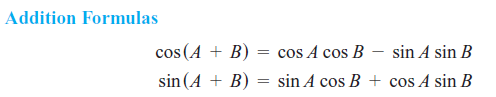 Addition Formulas
cos (A + B) = cos A cos B − sin A sin B
sin (A + B) = sin A cos B + cos A sin B